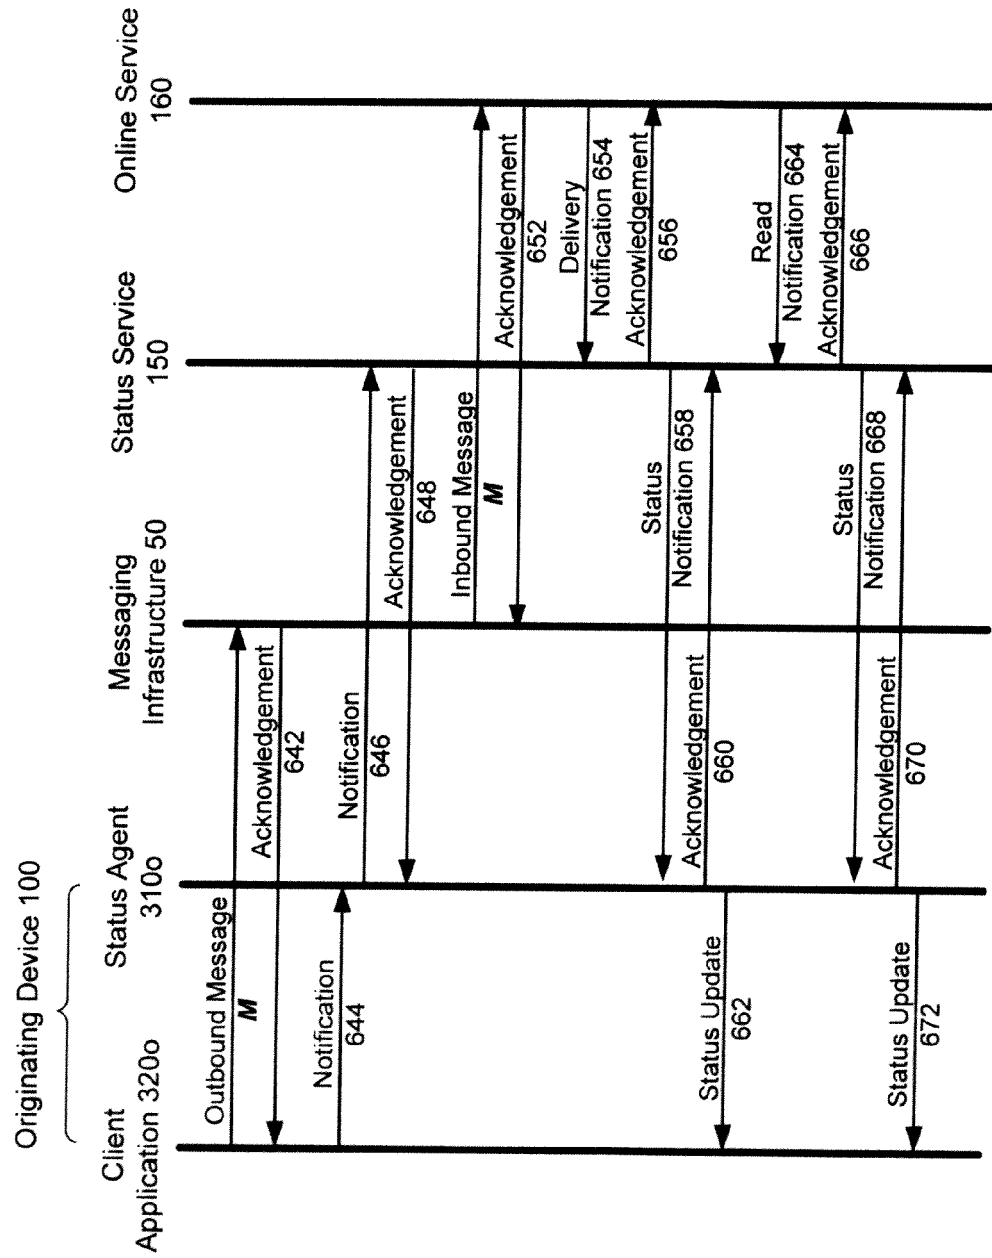 Originating Device 100
Client
Application 320o
Status Agent
310o
Messaging
Infrastructure 50
Status Service
150
Online Service
160
Outbound Message
M
Acknowledgement
642
Notification
644
Notification
646
Acknowledgement
648
Inbound Message
M
Acknowledgement
652
Delivery
Notification 654
Acknowledgement
656
Status
Notification 658
Acknowledgement
660
Status Update
662
Read
Notification 664
Acknowledgement
666
Status
Notification 668
Acknowledgement
670
Status Update
672